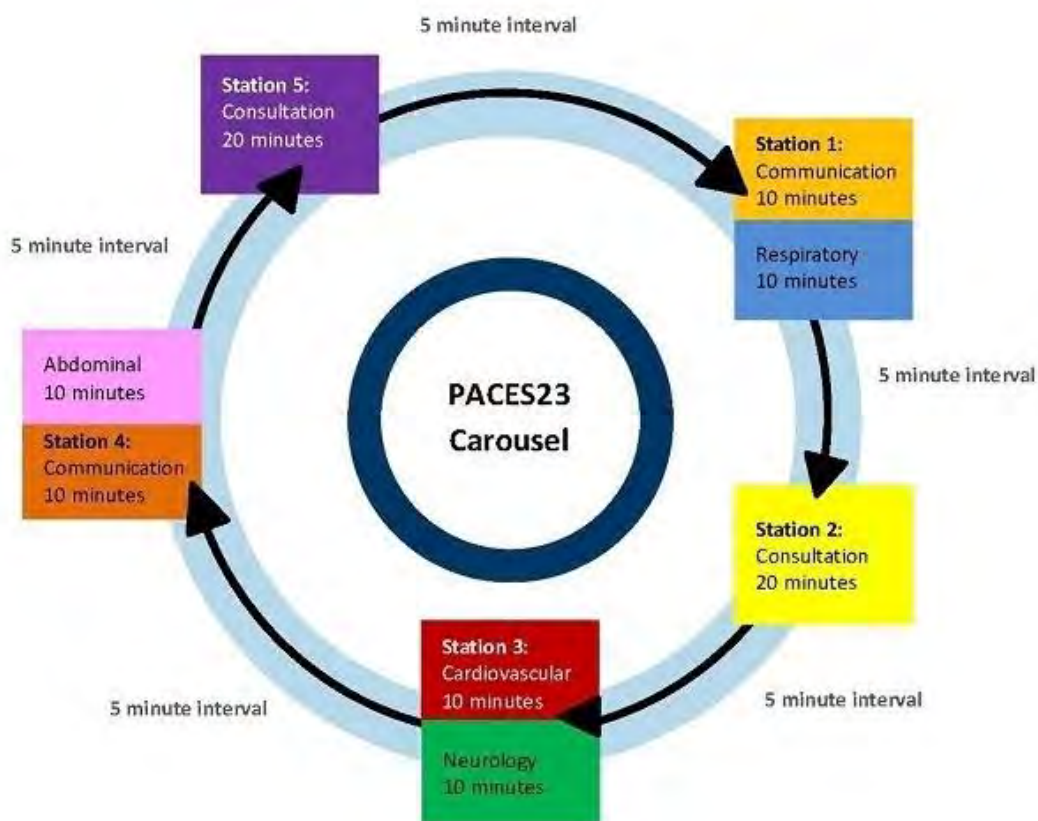 5 minute interval
Station 5:
Consultation
20 minutes
Station 1:
Communication
10 minutes
Respiratory
10 minutes
5 minute interval
5 minute interval
Abdominal
10 minutes
Station 4:
Communication
10 minutes
PACES23
Carousel
Station 2:
Consultation
20 minutes
Station 3:
Cardiovascular
10 minutes
Neurology
10 minutes
5 minute interval
5 minute interval